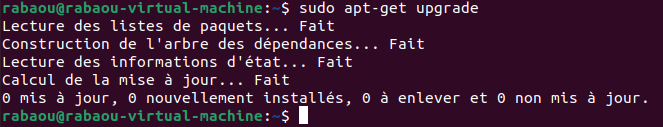 rabaou@rabaou-virtual-machine:~$ sudo apt-get upgrade
Lecture des listes de paquets... Fait
Construction de l'arbre des dépendances... Fait
Lecture des informations d'état... Fait
Calcul de la mise à jour... Fait
0 mis à jour, 0 nouvellement installés, 0 à enlever et 0 non mis à jour.
rabaou@rabaou-virtual-machine:~$